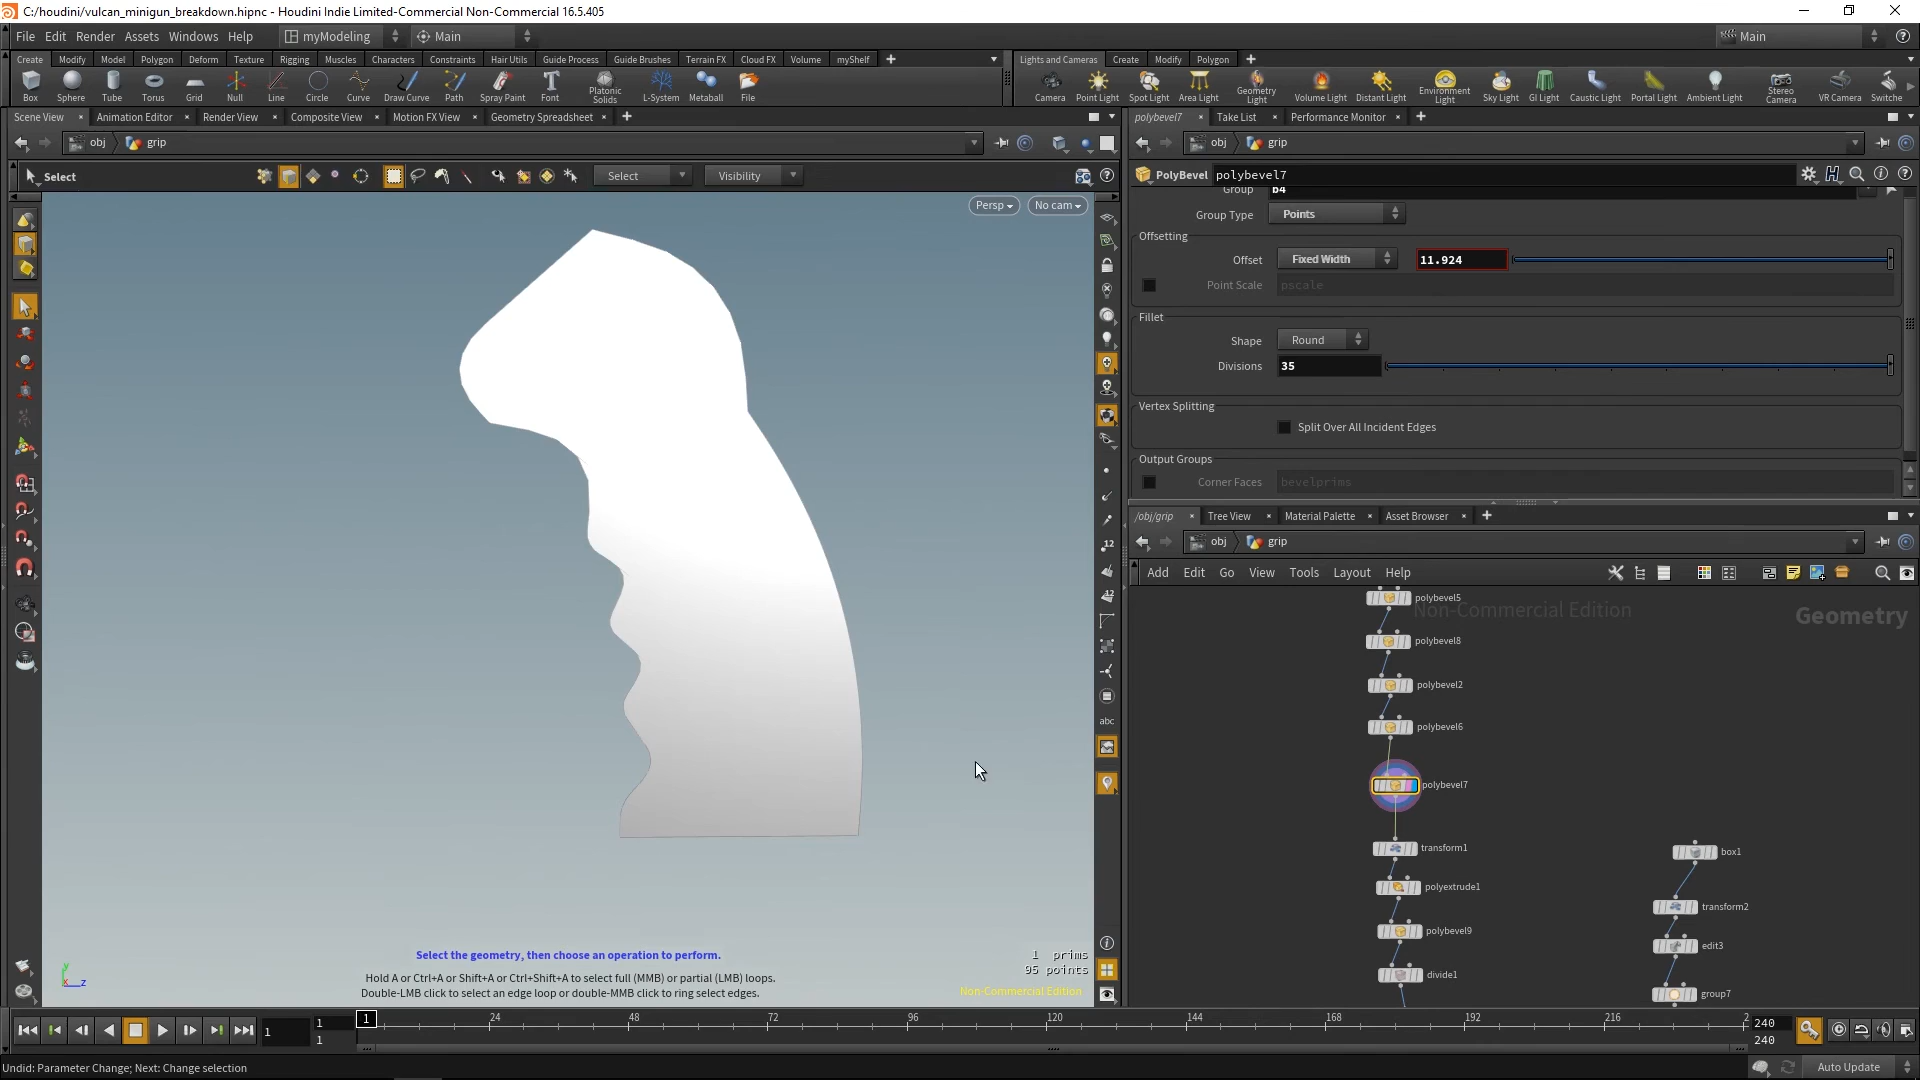 C:/houdini/vulcan_minigun_breakdown.hipnc - Houdini Indie Limited-Commercial Non-Commercial 16.5.405
File Edit Render Assets Windows Help myModeling Main Main
Create Modify Model Polygon Deform Texture Rigging Muscles Characters Constraints Hair Utils Guide Process Guide Brushes Terrain FX Cloud FX Volume myShelf
Lights and Cameras Create Modify Polygon
Box Sphere Tube Torus Grid Null Line Circle Curve Draw Curve Path Spray Paint Font Platonic Solids L-System Metaball File
Camera Point Light Spot Light Area Light Geometry Light Volume Light Distant Light Environment Light Sky Light GI Light Caustic Light Portal Light Ambient Light Stereo Camera VR Camera Switche
Scene View Animation Editor Render View Composite View Motion FX View Geometry Spreadsheet
obj grip
Select Select Visibility
Persp No cam
12
12
abc
Select the geometry, then choose an operation to perform.
Hold A or Ctrl+A or Shift+A or Ctrl+Shift+A to select full (MMB) or partial (LMB) loops.
Double-LMB click to select an edge loop or double-MMB click to ring select edges.
1 prims
95 points
Non-Commercial Edition
y
x z
polybevel7 Take List Performance Monitor
obj grip
PolyBevel polybevel7
Group b4
Group Type Points
Offsetting
Offset Fixed Width 11.924
Point Scale pscale
Fillet
Shape Round
Divisions 35
Vertex Splitting
Split Over All Incident Edges
Output Groups
Corner Faces bevelprims
/obj/grip Tree View Material Palette Asset Browser
obj grip
Add Edit Go View Tools Layout Help
Non-Commercial Edition
Geometry
polybevel5
polybevel8
polybevel2
polybevel6
polybevel7
transform1
polyextrude1
polybevel9
divide1
box1
transform2
edit3
group7
1 1 1 1 24 48 72 96 120 144 168 192 216 2 240 240
Undid: Parameter Change; Next: Change selection
Auto Update